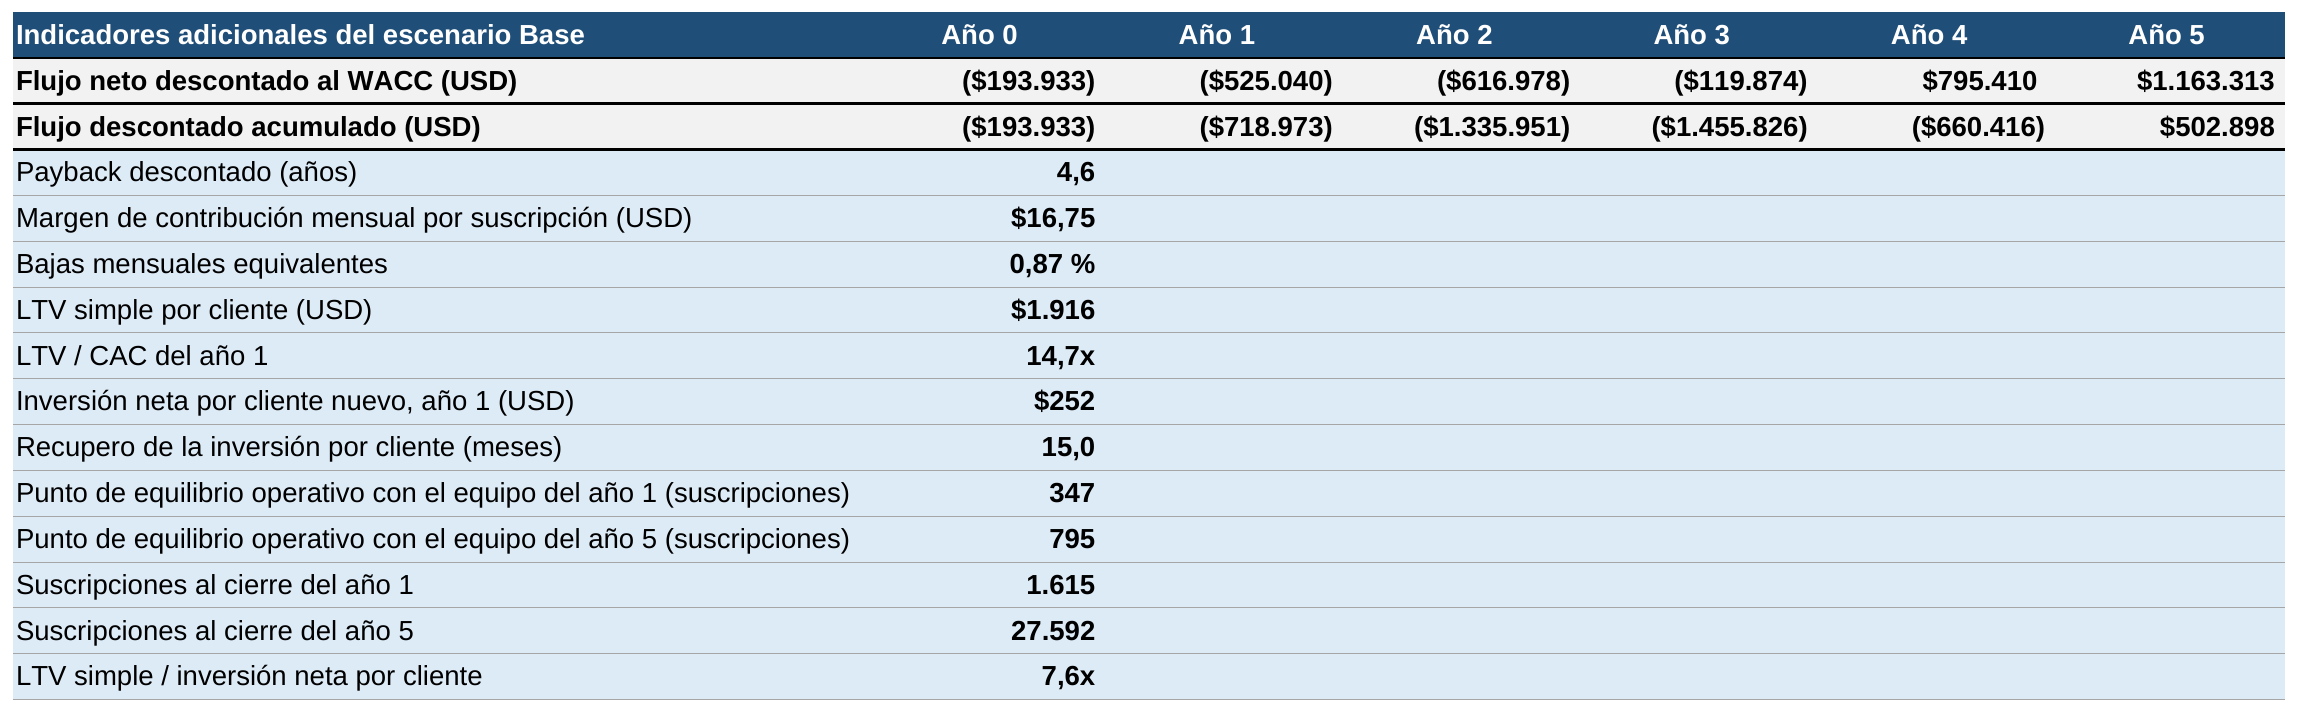 Indicadores adicionales del escenario Base Año 0 Año 1 Año 2 Año 3 Año 4 Año 5
Flujo neto descontado al WACC (USD) ($193.933) ($525.040) ($616.978) ($119.874) $795.410 $1.163.313
Flujo descontado acumulado (USD) ($193.933) ($718.973) ($1.335.951) ($1.455.826) ($660.416) $502.898
Payback descontado (años) 4,6
Margen de contribución mensual por suscripción (USD) $16,75
Bajas mensuales equivalentes 0,87 %
LTV simple por cliente (USD) $1.916
LTV / CAC del año 1 14,7x
Inversión neta por cliente nuevo, año 1 (USD) $252
Recupero de la inversión por cliente (meses) 15,0
Punto de equilibrio operativo con el equipo del año 1 (suscripciones) 347
Punto de equilibrio operativo con el equipo del año 5 (suscripciones) 795
Suscripciones al cierre del año 1 1.615
Suscripciones al cierre del año 5 27.592
LTV simple / inversión neta por cliente 7,6x